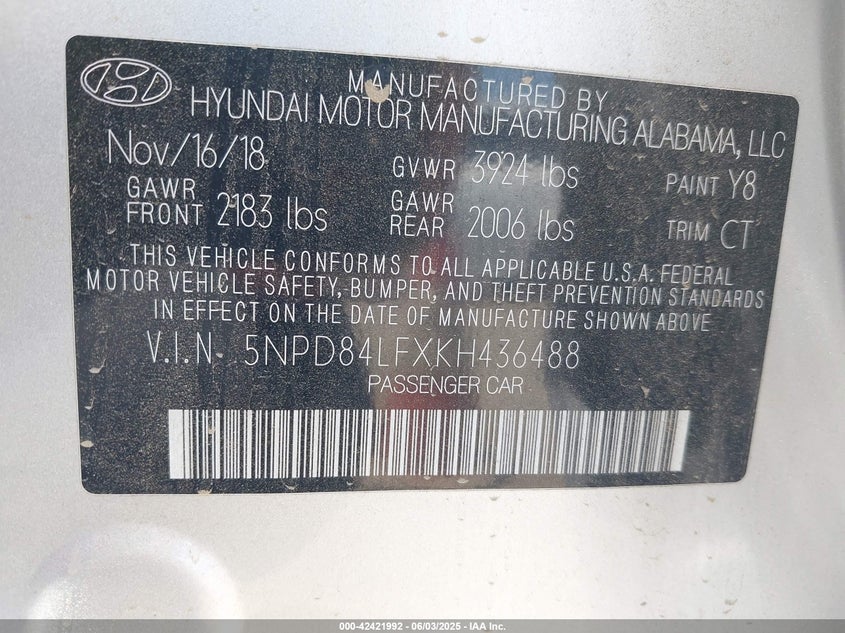 MANUFACTURED BY
HYUNDAI MOTOR MANUFACTURING ALABAMA, LLC
Nov/16/18 GVWR 3924 lbs PAINT Y8
GAWR FRONT 2183 lbs GAWR REAR 2006 lbs TRIM CT
THIS VEHICLE CONFORMS TO ALL APPLICABLE U.S.A. FEDERAL
MOTOR VEHICLE SAFETY, BUMPER, AND THEFT PREVENTION STANDARDS
IN EFFECT ON THE DATE OF MANUFACTURE SHOWN ABOVE
V.I.N. 5NPD84LFXKH436488
PASSENGER CAR
000-42421992 - 06/03/2025 - IAA Inc.